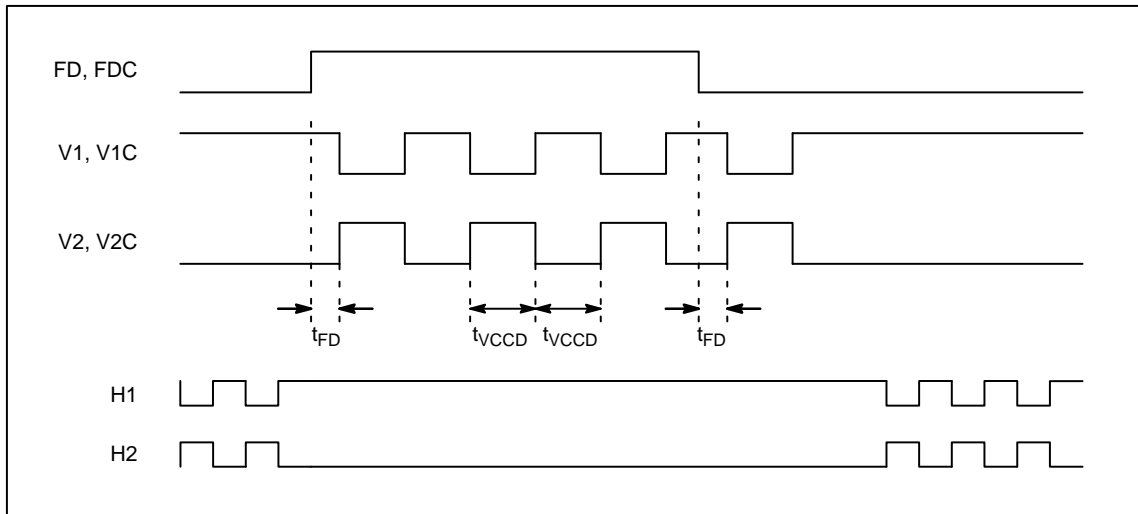 FD, FDC
V1, V1C
V2, V2C
tFD tVCCD tVCCD tFD
H1
H2